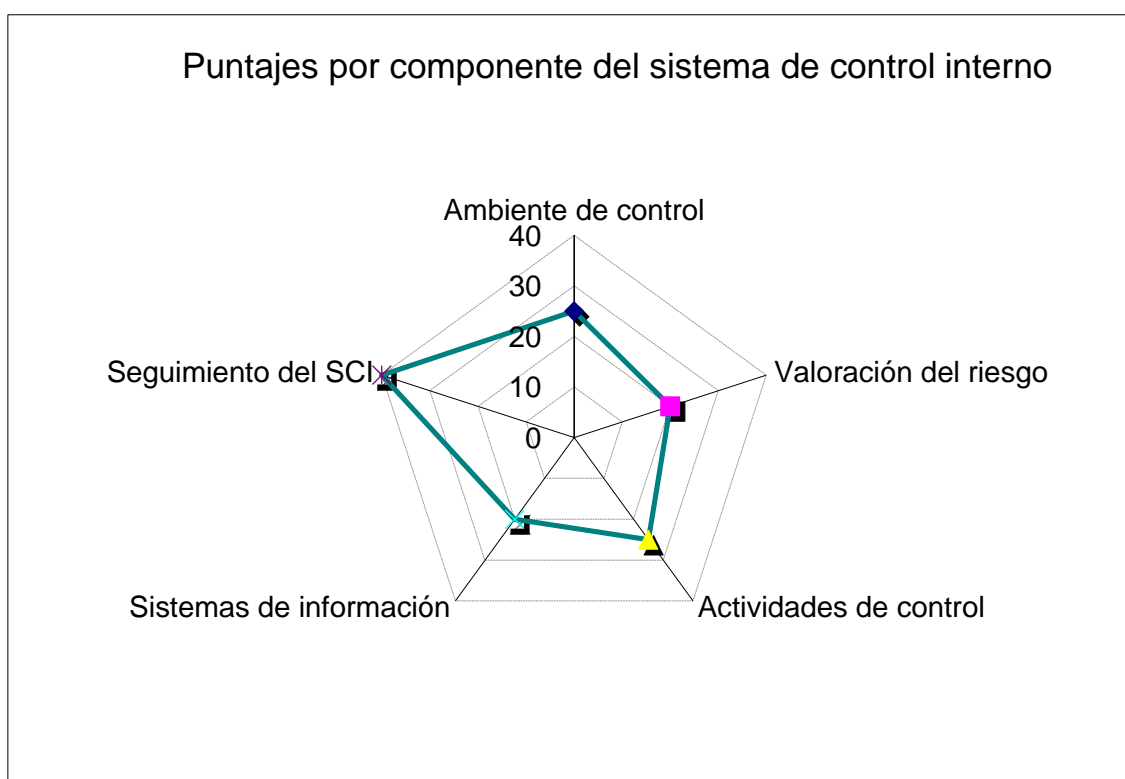 Puntajes por componente del sistema de control interno
Ambiente de control
40
30
20
10
0
Valoración del riesgo
Seguimiento del SCI
Sistemas de información
Actividades de control